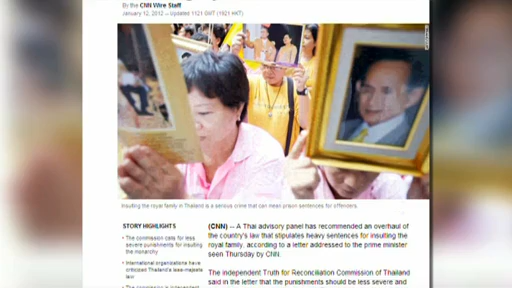 By the CNN Wire Staff
January 12, 2012 -- Updated 1121 GMT (1921 HKT)
Insulting the royal family in Thailand is a serious crime that can mean prison sentences for offenders.
STORY HIGHLIGHTS
• The commission calls for less
severe punishments for insulting
the monarchy
• International organizations have
criticized Thailand's lese-majeste
law
• The commission is independent
(CNN) -- A Thai advisory panel has recommended an overhaul of
the country's law that stipulates heavy sentences for insulting the
royal family, according to a letter addressed to the prime minister
seen Thursday by CNN.
The independent Truth for Reconciliation Commission of Thailand
said in the letter that the punishments should be less severe and